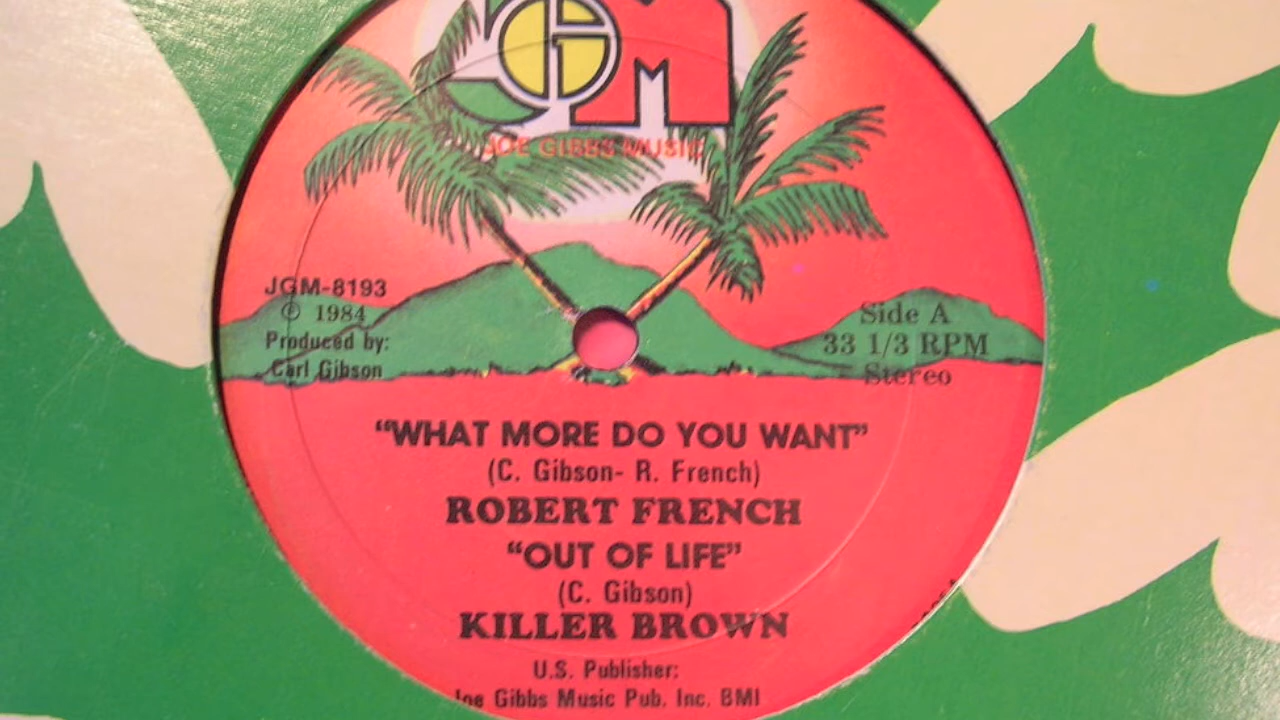 JGM
JOE GIBBS MUSIC
JGM-8193
© 1984
Produced by:
Carl Gibson
Side A
33 1/3 RPM
Stereo
“WHAT MORE DO YOU WANT”
(C. Gibson- R. French)
ROBERT FRENCH
“OUT OF LIFE”
(C. Gibson)
KILLER BROWN
U.S. Publisher:
Joe Gibbs Music Pub. Inc. BMI